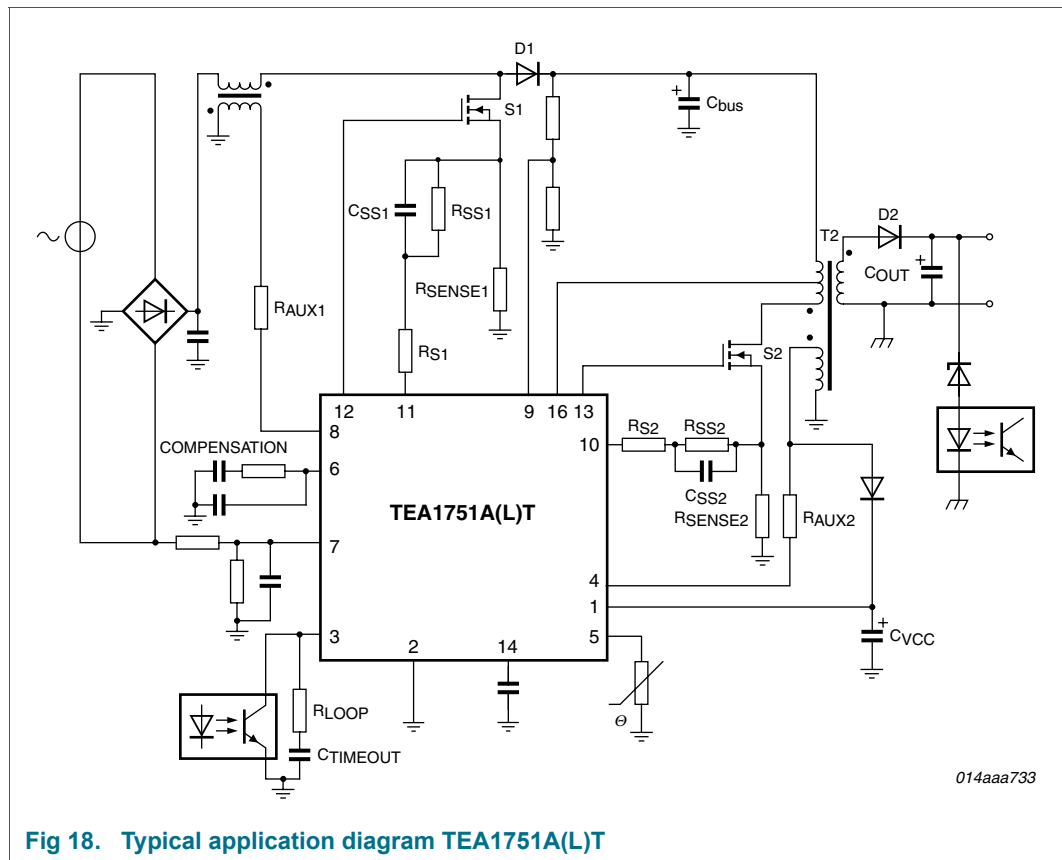 D1
S1
Cbus
CSS1
RSS1
T2
D2
COUT
RSENSE1
RAUX1
S2
RS1
12
11
9
16
13
8
10
RS2
RSS2
COMPENSATION
6
CSS2
TEA1751A(L)T
RSENSE2
RAUX2
7
4
1
3
2
14
5
CVCC
RLOOP
Θ
CTIMEOUT
014aaa733
Fig 18. Typical application diagram TEA1751A(L)T